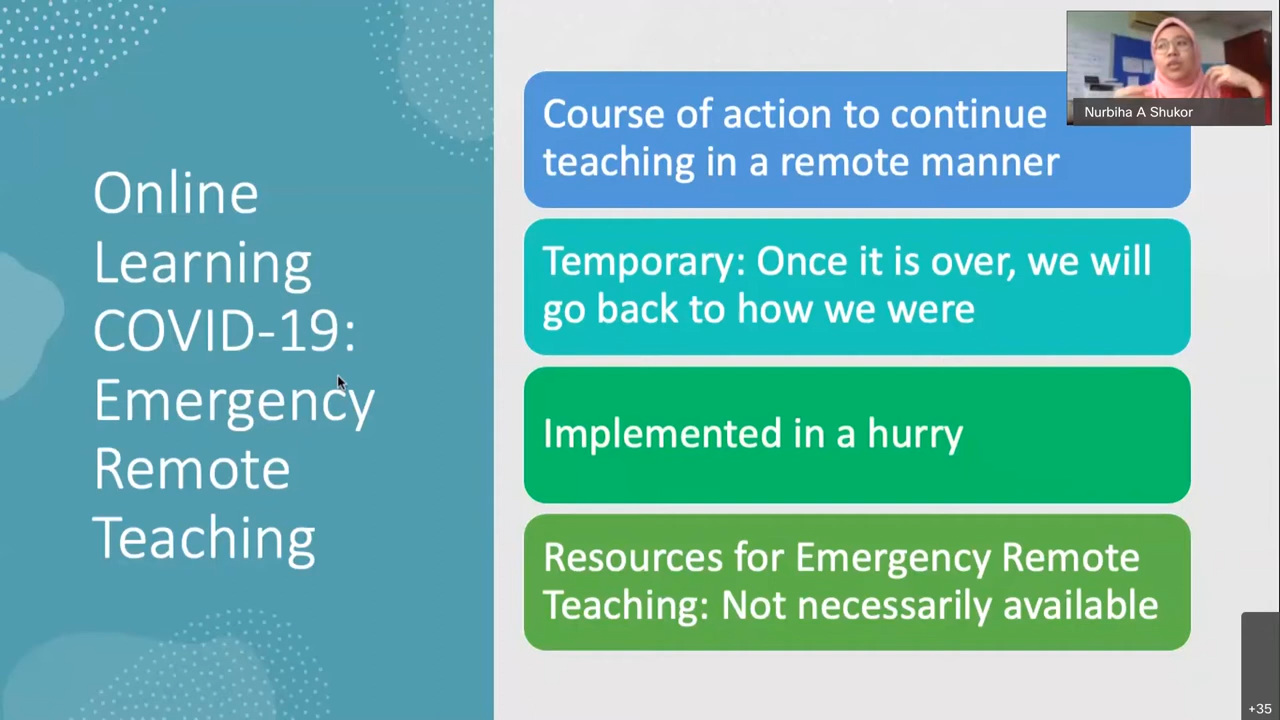 Online
Learning
COVID-19:
Emergency
Remote
Teaching
Course of action to continue
teaching in a remote manner
Temporary: Once it is over, we will
go back to how we were
Implemented in a hurry
Resources for Emergency Remote
Teaching: Not necessarily available
Nurbiha A Shukor
+35